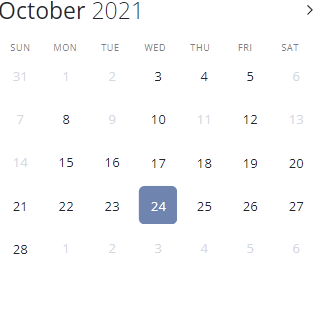 October 2021
SUN MON TUE WED THU FRI SAT
31 1 2 3 4 5 6
7 8 9 10 11 12 13
14 15 16 17 18 19 20
21 22 23 24 25 26 27
28 1 2 3 4 5 6